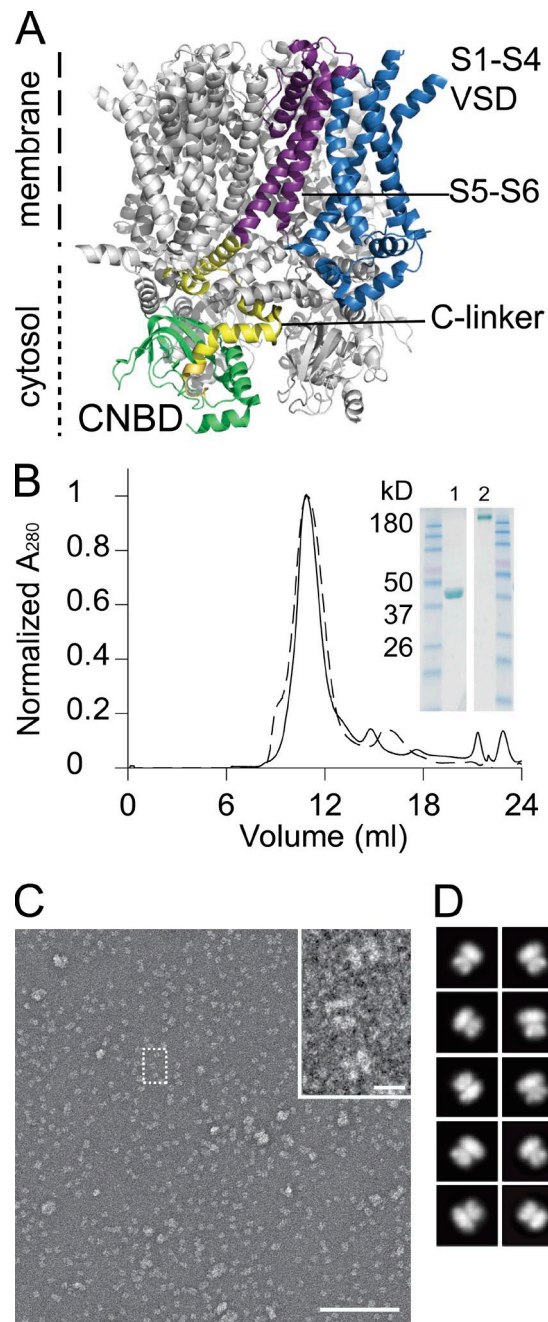 A
S1-S4
VSD
membrane
S5-S6
C-linker
cytosol
CNBD
B
kD 1 2
180
50
37
26
Normalized A280
1
0.8
0.6
0.4
0.2
0
0 6 12 18 24
Volume (ml)
C
D